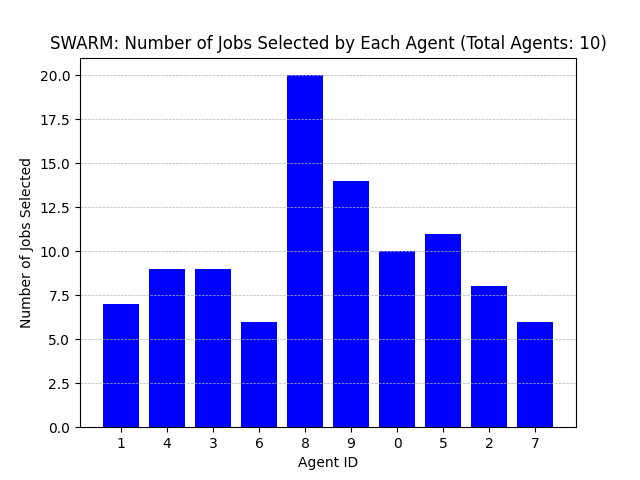 SWARM: Number of Jobs Selected by Each Agent (Total Agents: 10)
20.0
17.5
15.0
12.5
10.0
7.5
5.0
2.5
0.0
Number of Jobs Selected
1 4 3 6 8 9 0 5 2 7
Agent ID